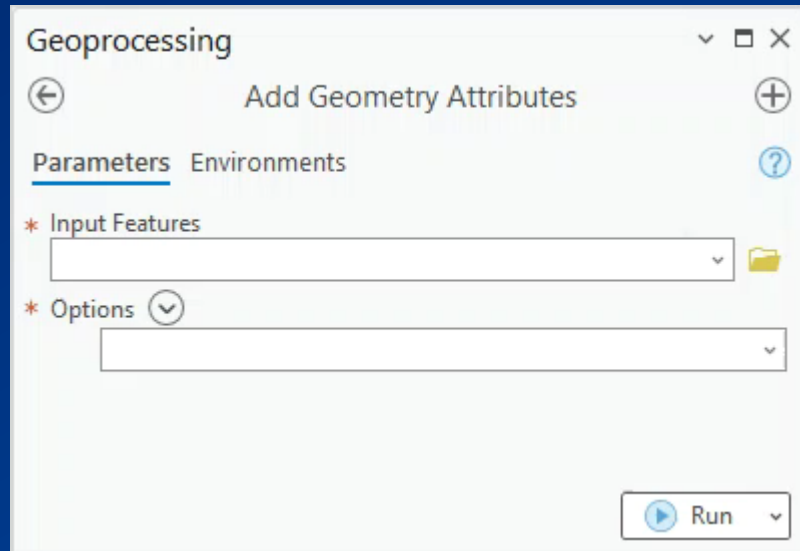 Geoprocessing
Add Geometry Attributes
Parameters Environments
* Input Features
* Options
Run